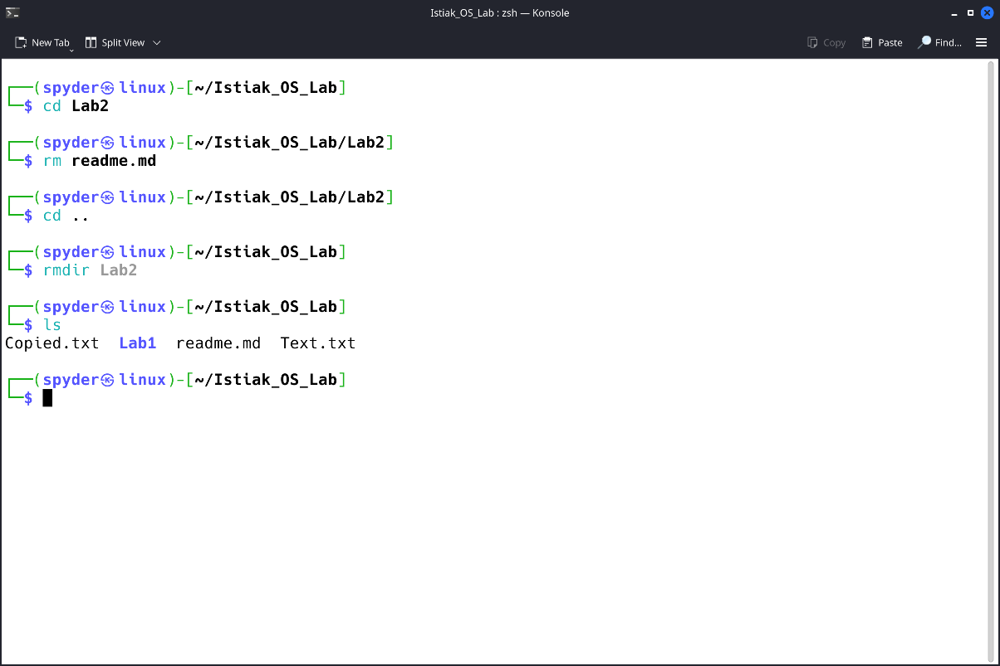 Istiak_OS_Lab : zsh — Konsole
New Tab Split View Copy Paste Find...
┌──(spyder㉿linux)-[~/Istiak_OS_Lab]
└─$ cd Lab2
┌──(spyder㉿linux)-[~/Istiak_OS_Lab/Lab2]
└─$ rm readme.md
┌──(spyder㉿linux)-[~/Istiak_OS_Lab/Lab2]
└─$ cd ..
┌──(spyder㉿linux)-[~/Istiak_OS_Lab]
└─$ rmdir Lab2
┌──(spyder㉿linux)-[~/Istiak_OS_Lab]
└─$ ls
Copied.txt Lab1 readme.md Text.txt
┌──(spyder㉿linux)-[~/Istiak_OS_Lab]
└─$